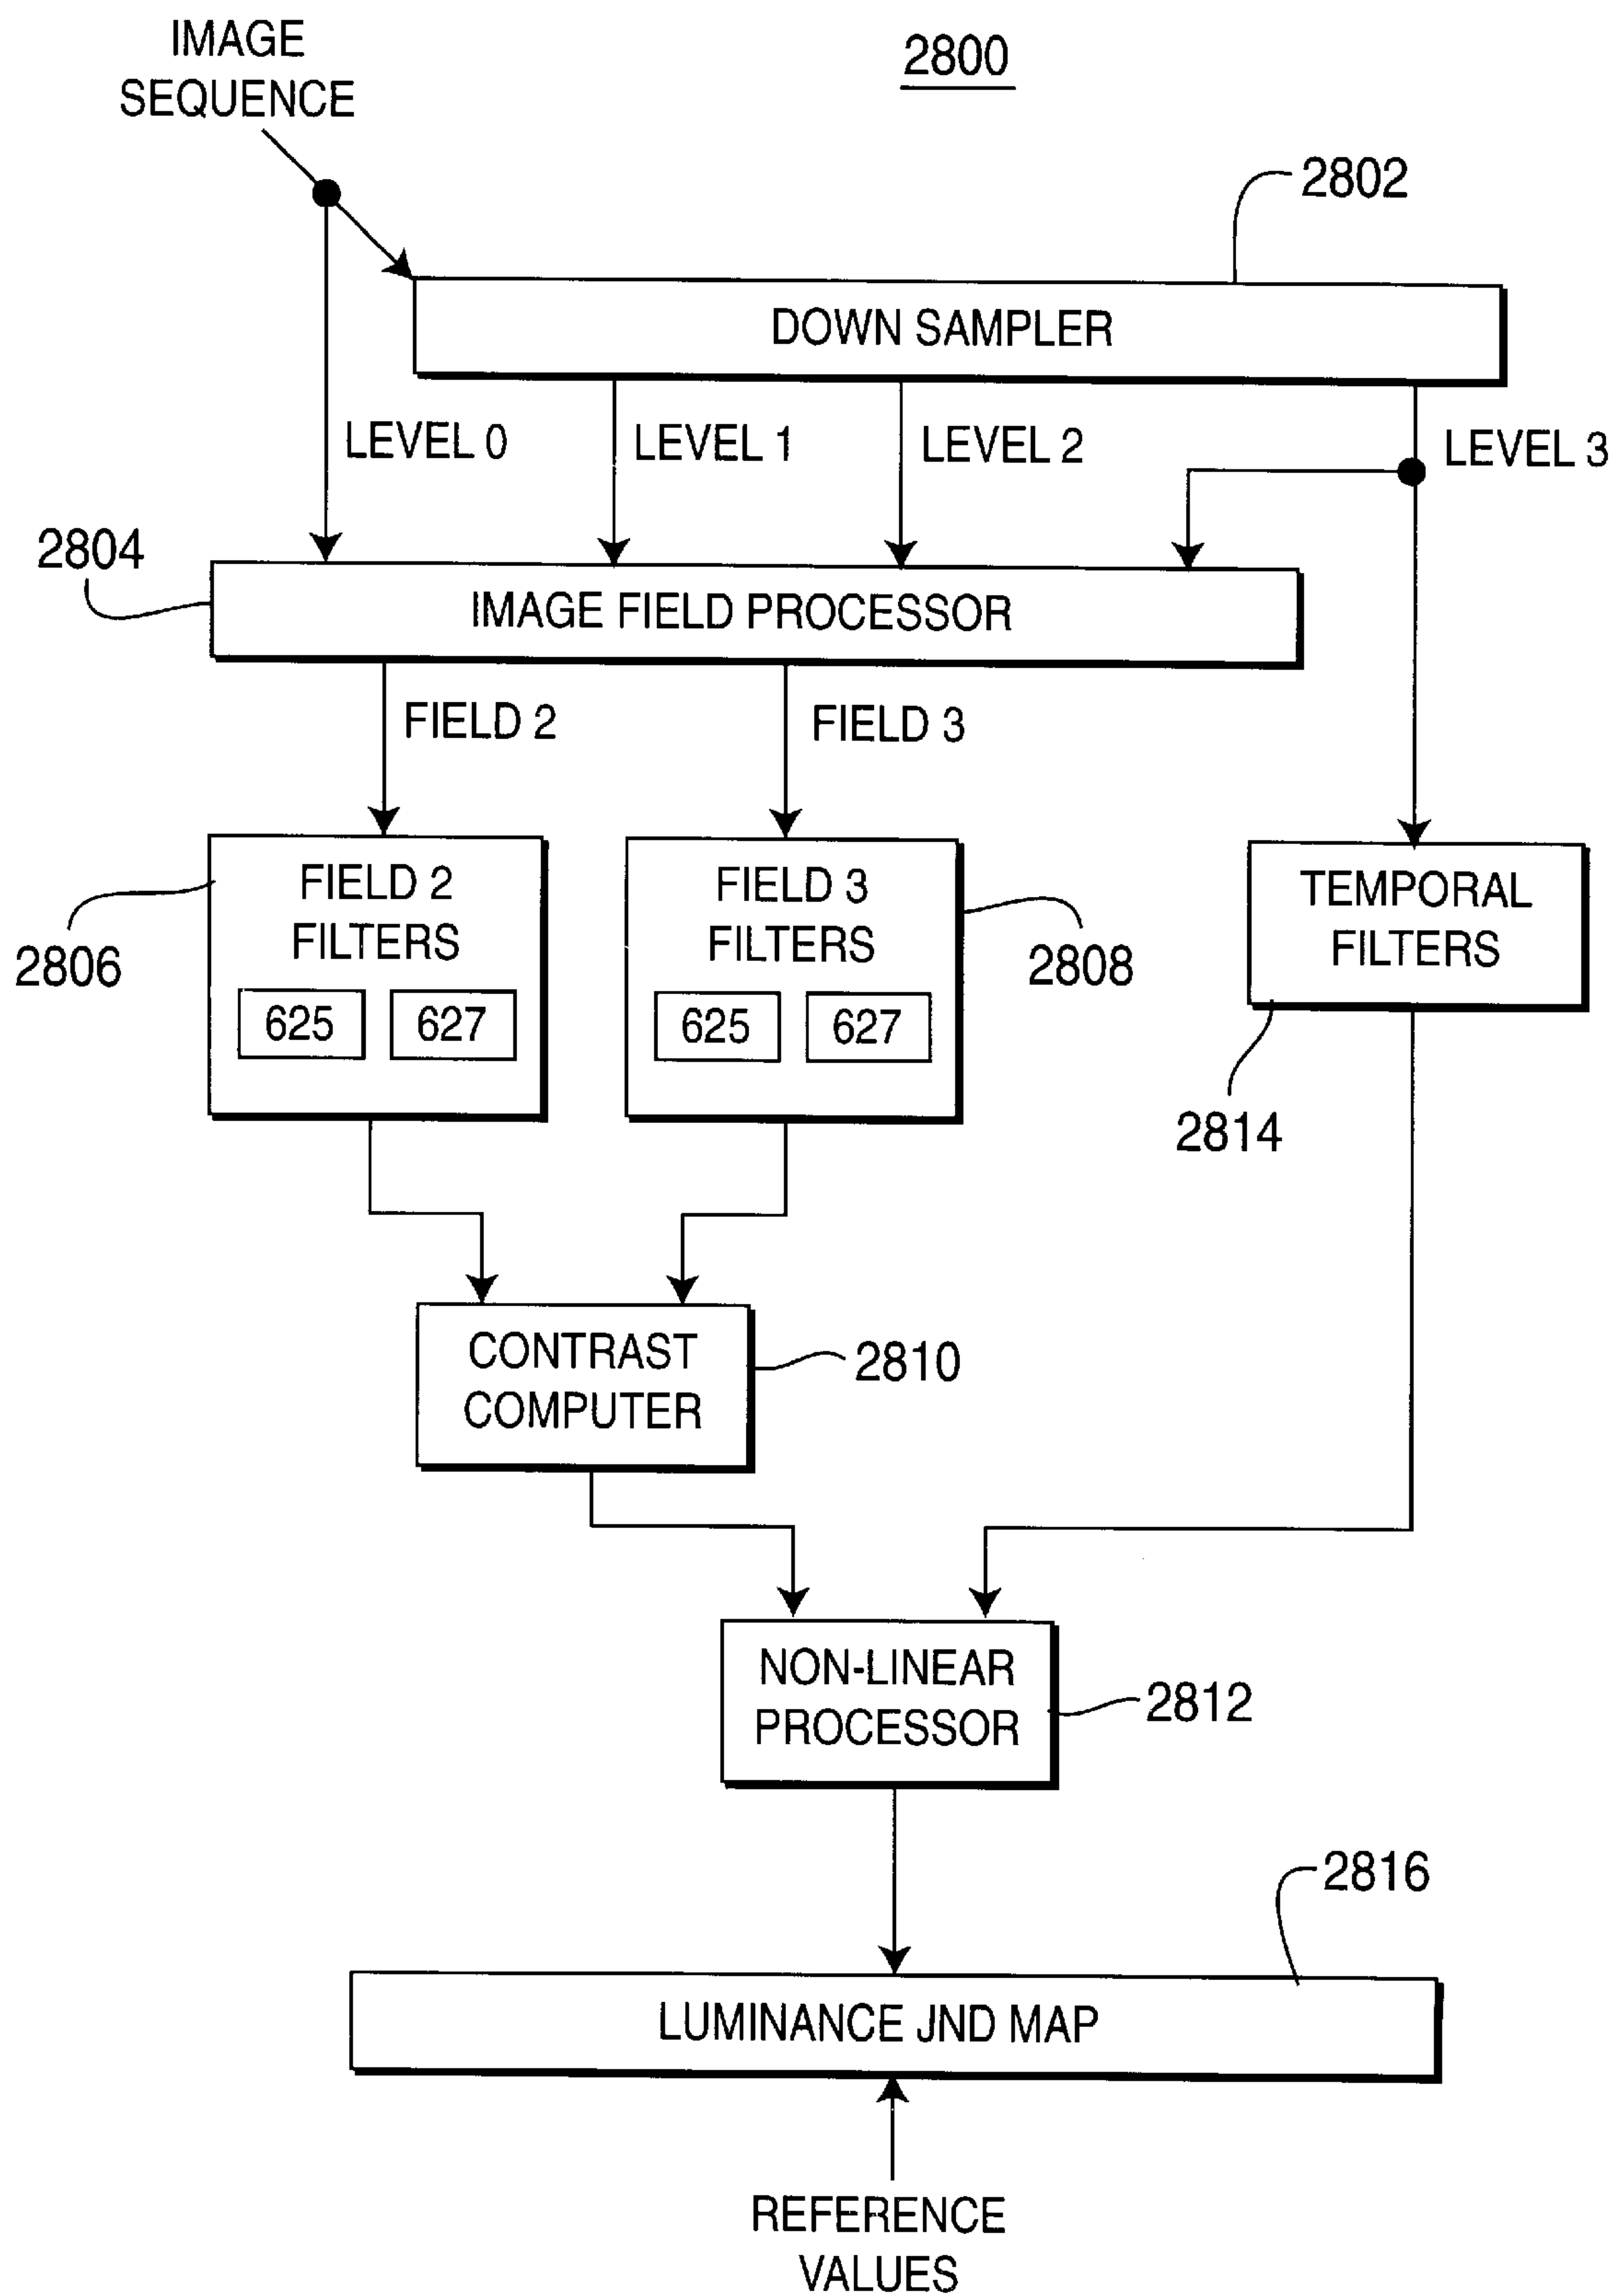 IMAGE
SEQUENCE
2800
2802
DOWN SAMPLER
LEVEL 0
LEVEL 1
LEVEL 2
LEVEL 3
2804
IMAGE FIELD PROCESSOR
FIELD 2
FIELD 3
FIELD 2
FILTERS
625
627
2806
FIELD 3
FILTERS
625
627
2808
TEMPORAL
FILTERS
2814
CONTRAST
COMPUTER
2810
NON-LINEAR
PROCESSOR
2812
2816
LUMINANCE JND MAP
REFERENCE
VALUES